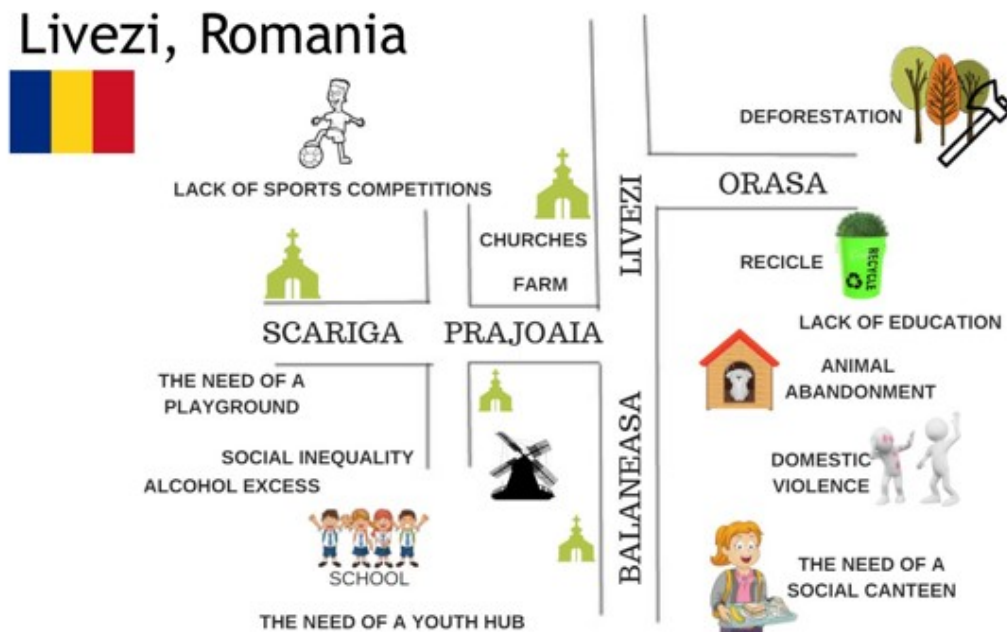 Livezi, Romania
DEFORESTATION
LACK OF SPORTS COMPETITIONS
ORASA
LIVEZI
CHURCHES
FARM
RECICLE
RECYCLE
SCARIGA
PRAJOAIA
LACK OF EDUCATION
ANIMAL
ABANDONMENT
THE NEED OF A
PLAYGROUND
SOCIAL INEQUALITY
ALCOHOL EXCESS
BALANEASA
DOMESTIC
VIOLENCE
SCHOOL
THE NEED OF A
SOCIAL CANTEEN
THE NEED OF A YOUTH HUB